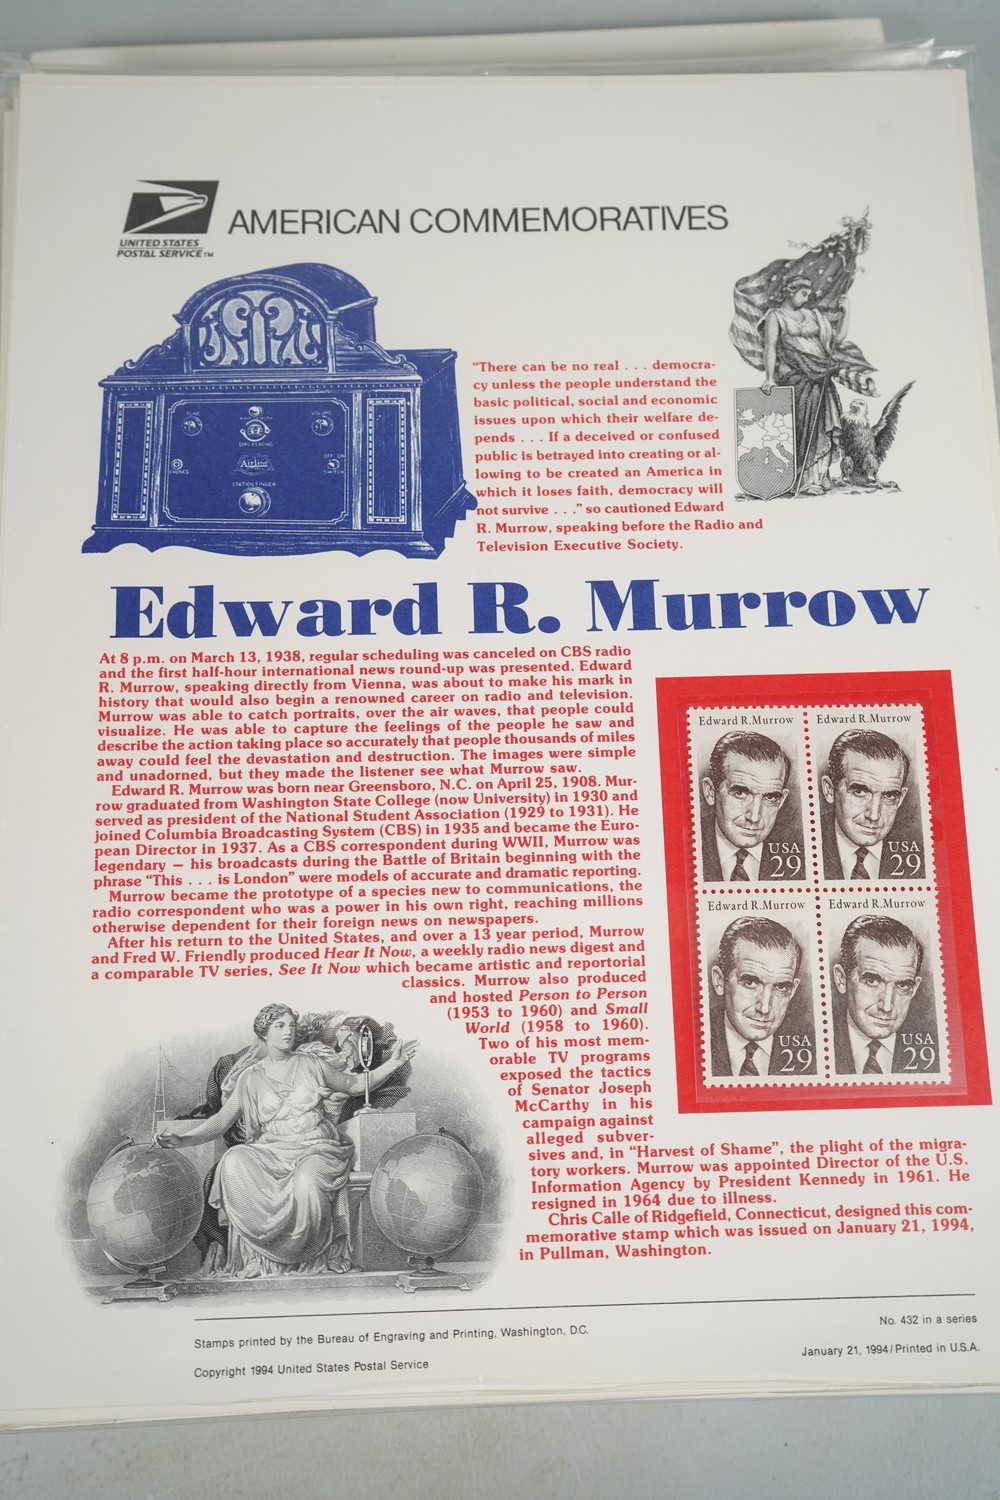 UNITED STATES
POSTAL SERVICE™
AMERICAN COMMEMORATIVES
TUNE
VOLUME
DIAL READING
PHONES
Airline
OFF ON
SWITCH
STATION FINDER
"There can be no real . . . democra-
cy unless the people understand the
basic political, social and economic
issues upon which their welfare de-
pends . . . If a deceived or confused
public is betrayed into creating or al-
lowing to be created an America in
which it loses faith, democracy will
not survive . . ." so cautioned Edward
R. Murrow, speaking before the Radio and
Television Executive Society.
Edward R. Murrow
At 8 p.m. on March 13, 1938, regular scheduling was canceled on CBS radio
and the first half-hour international news round-up was presented. Edward
R. Murrow, speaking directly from Vienna, was about to make his mark in
history that would also begin a renowned career on radio and television.
Murrow was able to catch portraits, over the air waves, that people could
visualize. He was able to capture the feelings of the people he saw and
describe the action taking place so accurately that people thousands of miles
away could feel the devastation and destruction. The images were simple
and unadorned, but they made the listener see what Murrow saw.
Edward R. Murrow was born near Greensboro, N.C. on April 25, 1908. Mur-
row graduated from Washington State College (now University) in 1930 and
served as president of the National Student Association (1929 to 1931). He
joined Columbia Broadcasting System (CBS) in 1935 and became the Euro-
pean Director in 1937. As a CBS correspondent during WWII, Murrow was
legendary — his broadcasts during the Battle of Britain beginning with the
phrase "This . . . is London" were models of accurate and dramatic reporting.
Murrow became the prototype of a species new to communications, the
radio correspondent who was a power in his own right, reaching millions
otherwise dependent for their foreign news on newspapers.
After his return to the United States, and over a 13 year period, Murrow
and Fred W. Friendly produced Hear It Now, a weekly radio news digest and
a comparable TV series, See It Now which became artistic and reportorial
classics. Murrow also produced
and hosted Person to Person
(1953 to 1960) and Small
World (1958 to 1960).
Two of his most mem-
orable TV programs
exposed the tactics
of Senator Joseph
McCarthy in his
campaign against
alleged subver-
sives and, in "Harvest of Shame", the plight of the migra-
tory workers. Murrow was appointed Director of the U.S.
Information Agency by President Kennedy in 1961. He
resigned in 1964 due to illness.
Chris Calle of Ridgefield, Connecticut, designed this com-
memorative stamp which was issued on January 21, 1994,
in Pullman, Washington.
Edward R. Murrow
USA
29
Edward R. Murrow
USA
29
Edward R. Murrow
USA
29
Edward R. Murrow
USA
29
Stamps printed by the Bureau of Engraving and Printing, Washington, D.C.
No. 432 in a series
Copyright 1994 United States Postal Service
January 21, 1994/Printed in U.S.A.